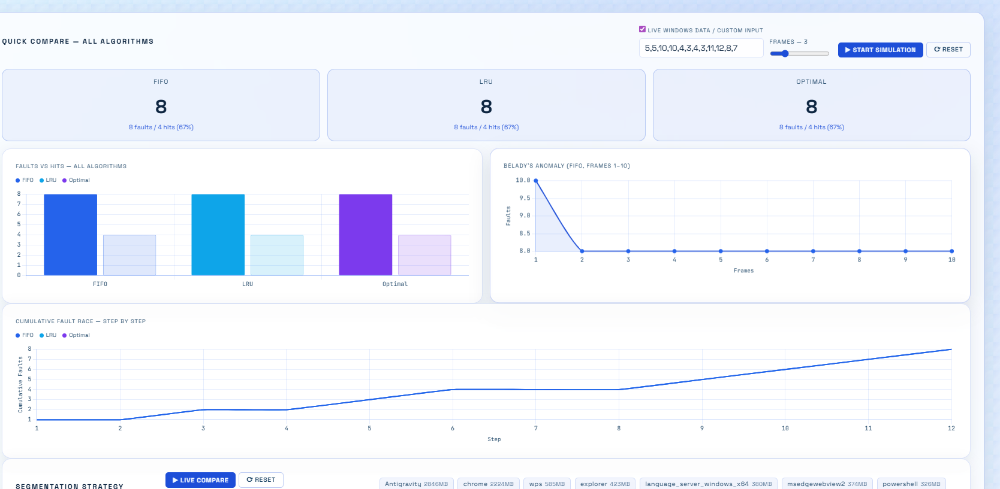 QUICK COMPARE — ALL ALGORITHMS
LIVE WINDOWS DATA / CUSTOM INPUT
5,5,10,10,4,3,4,3,11,12,8,7
FRAMES — 3
▶ START SIMULATION
⟳ RESET
FIFO
8
8 faults / 4 hits (67%)
LRU
8
8 faults / 4 hits (67%)
OPTIMAL
8
8 faults / 4 hits (67%)
FAULTS VS HITS — ALL ALGORITHMS
FIFO LRU Optimal
8
7
6
5
4
3
2
1
0
FIFO LRU Optimal
BÉLADY'S ANOMALY (FIFO, FRAMES 1–10)
Faults
10.0
9.5
9.0
8.5
8.0
1 2 3 4 5 6 7 8 9 10
Frames
CUMULATIVE FAULT RACE — STEP BY STEP
FIFO LRU Optimal
Cumulative Faults
8
7
6
5
4
3
2
1
1 2 3 4 5 6 7 8 9 10 11 12
Step
SEGMENTATION STRATEGY
▶ LIVE COMPARE
⟳ RESET
Antigravity 2846MB chrome 2224MB wps 585MB explorer 423MB language_server_windows_x64 380MB msedgewebview2 374MB powershell 326MB